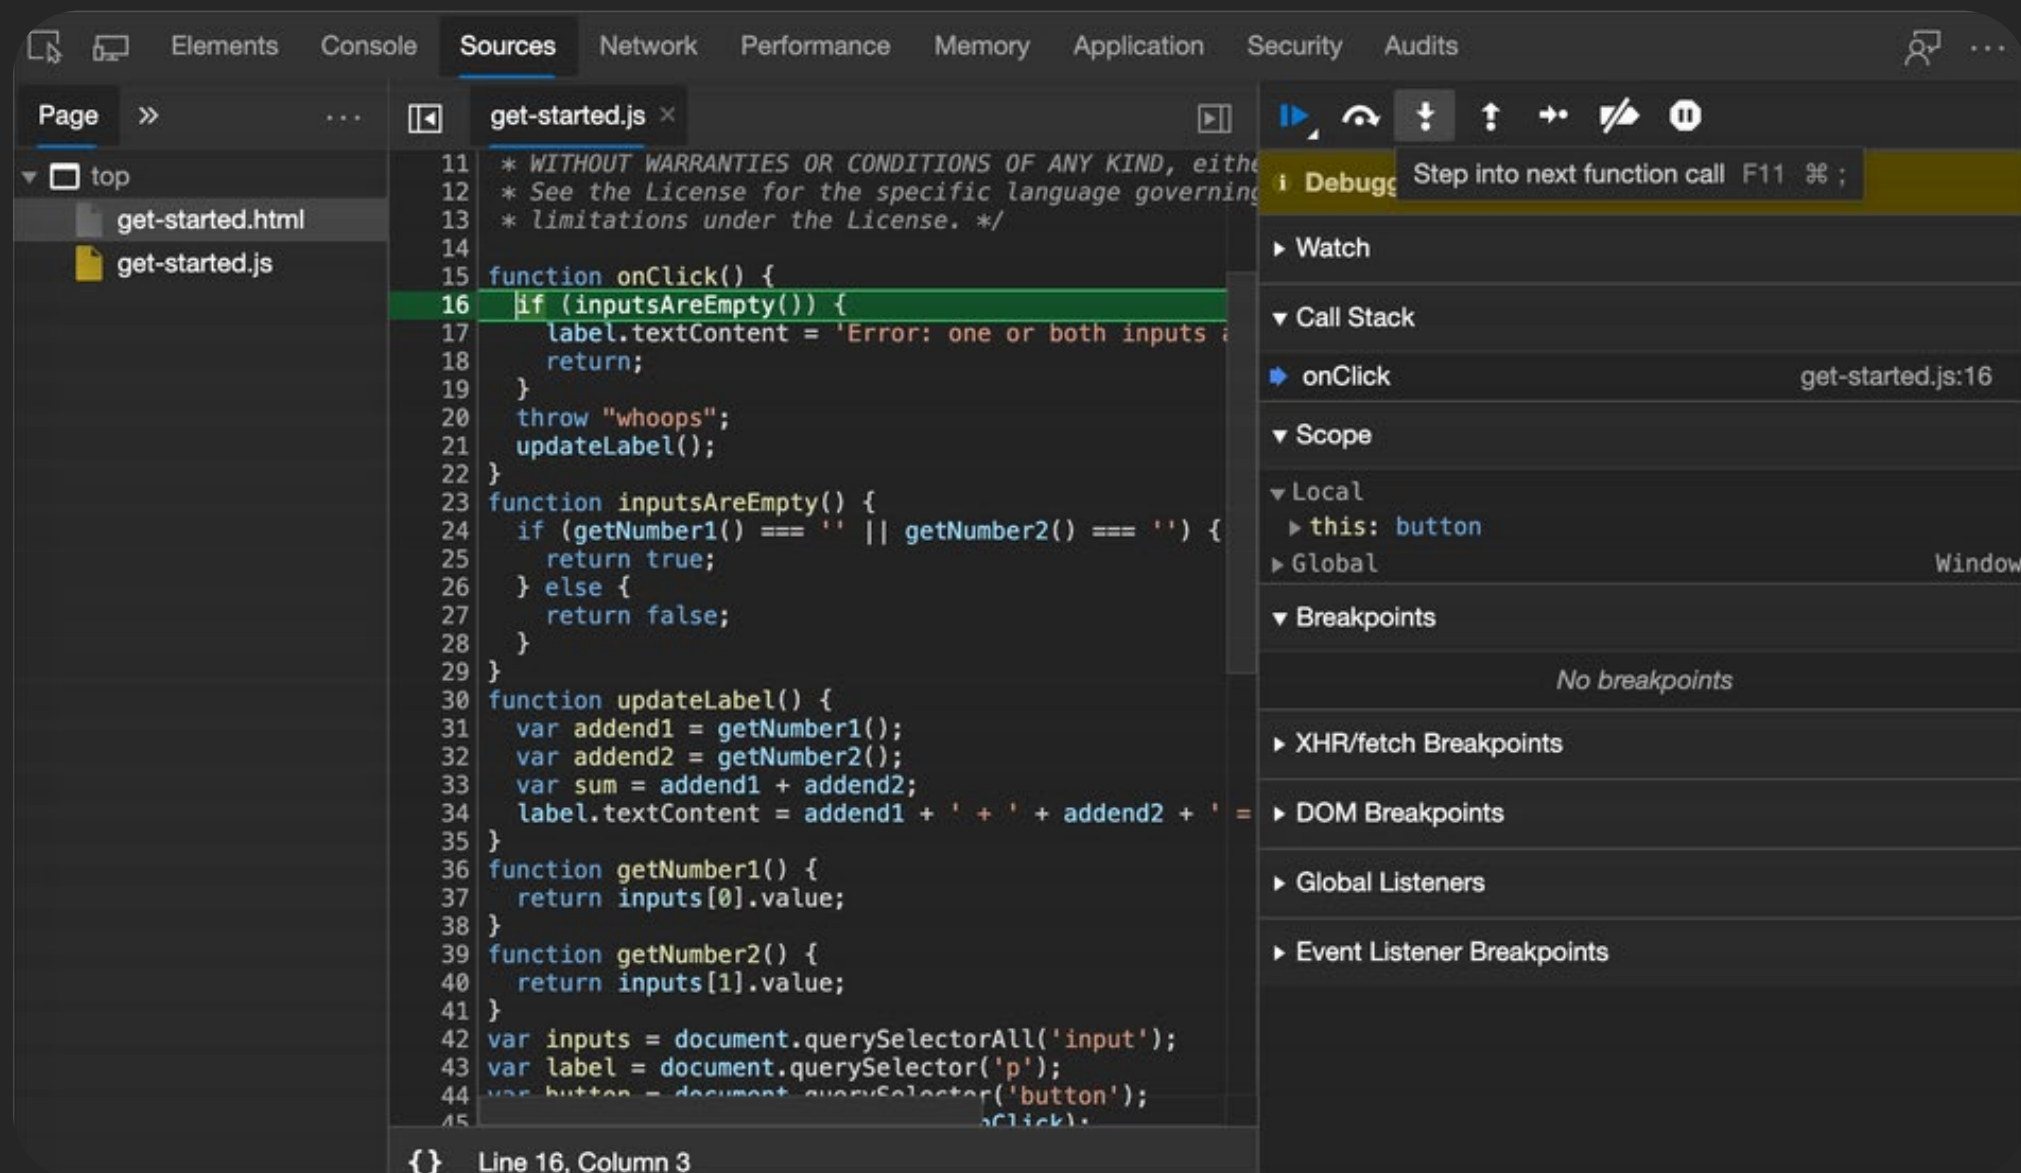 Elements Console Sources Network Performance Memory Application Security Audits
Page
top
get-started.html
get-started.js
get-started.js
11 * WITHOUT WARRANTIES OR CONDITIONS OF ANY KIND, eithe
12 * See the License for the specific language governing
13 * limitations under the License. */
14
15 function onClick() {
16 if (inputsAreEmpty()) {
17 label.textContent = 'Error: one or both inputs
18 return;
19 }
20 throw "whoops";
21 updateLabel();
22 }
23 function inputsAreEmpty() {
24 if (getNumber1() === '' || getNumber2() === '') {
25 return true;
26 } else {
27 return false;
28 }
29 }
30 function updateLabel() {
31 var addend1 = getNumber1();
32 var addend2 = getNumber2();
33 var sum = addend1 + addend2;
34 label.textContent = addend1 + ' + ' + addend2 + ' =
35 }
36 function getNumber1() {
37 return inputs[0].value;
38 }
39 function getNumber2() {
40 return inputs[1].value;
41 }
42 var inputs = document.querySelectorAll('input');
43 var label = document.querySelector('p');
44 var button = document.querySelector('button');
45 Click);
{} Line 16, Column 3
Debugg
Step into next function call F11 ⌘ ;
Watch
Call Stack
onClick get-started.js:16
Scope
Local
this: button
Global Window
Breakpoints
No breakpoints
XHR/fetch Breakpoints
DOM Breakpoints
Global Listeners
Event Listener Breakpoints